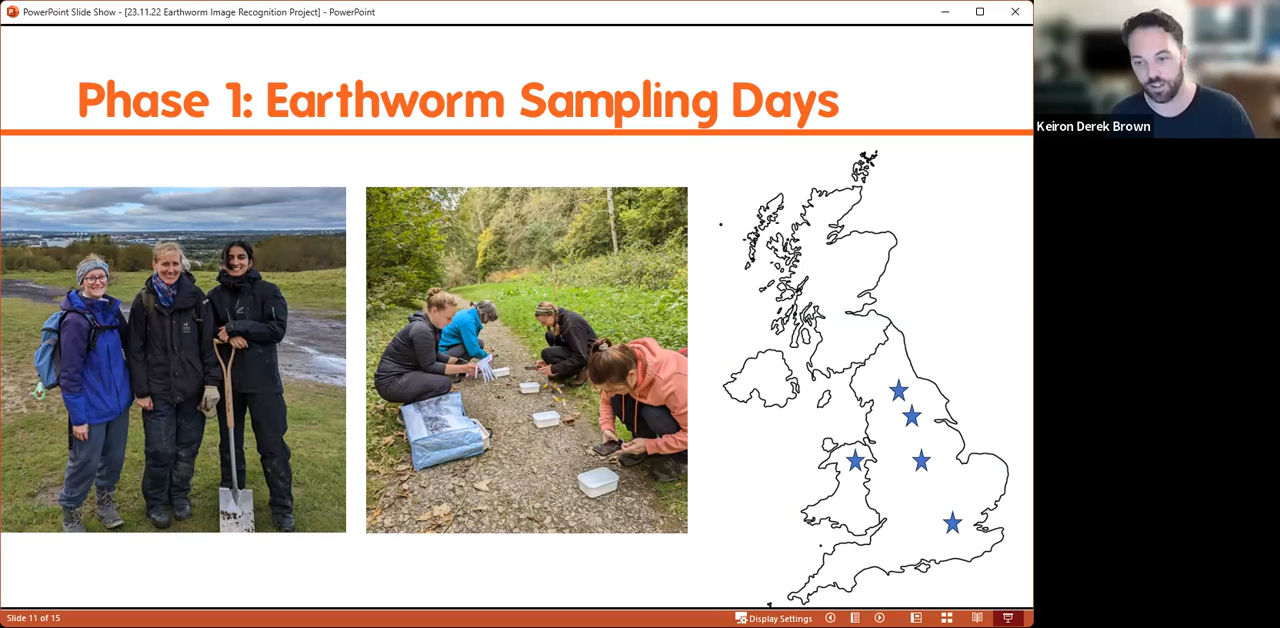 PowerPoint Slide Show - [23.11.22 Earthworm Image Recognition Project] - PowerPoint
Phase 1: Earthworm Sampling Days
Keiron Derek Brown
Slide 11 of 15
Display Settings